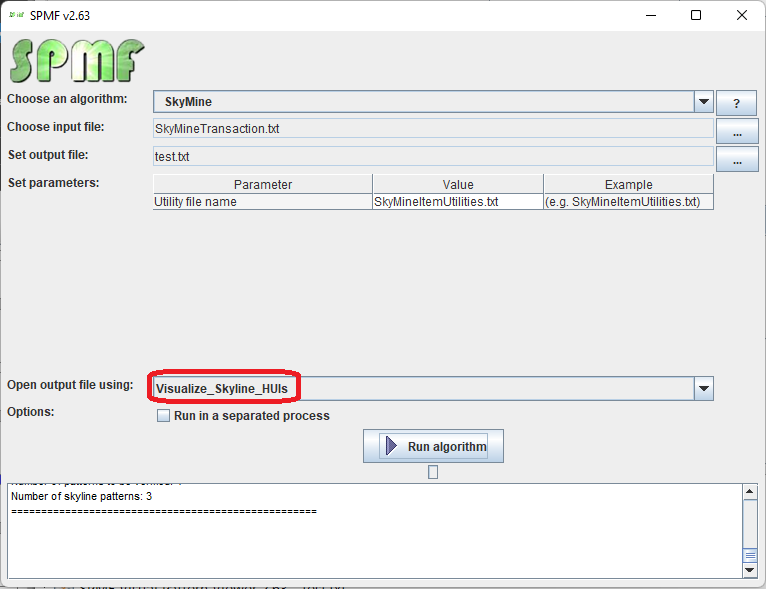 SPMF v2.63
SPMF
Choose an algorithm: SkyMine ?
Choose input file: SkyMineTransaction.txt ...
Set output file: test.txt ...
Set parameters: Parameter Value Example
Utility file name SkyMineItemUtilities.txt (e.g. SkyMineItemUtilities.txt)
Open output file using: Visualize_Skyline_HUIs
Options: Run in a separated process
Run algorithm
Number of skyline patterns: 3
====================================================